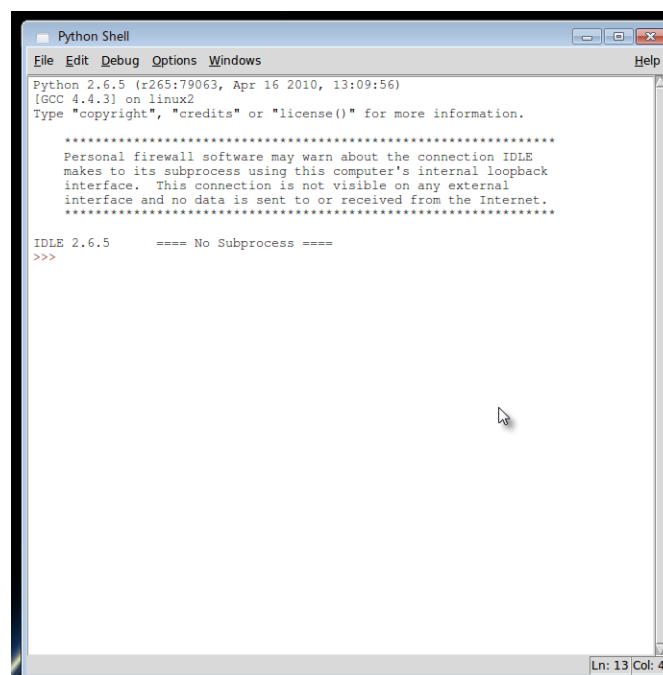 Python Shell
File Edit Debug Options Windows Help
Python 2.6.5 (r265:79063, Apr 16 2010, 13:09:56)
[GCC 4.4.3] on linux2
Type "copyright", "credits" or "license()" for more information.
****************************************************************
Personal firewall software may warn about the connection IDLE
makes to its subprocess using this computer's internal loopback
interface.  This connection is not visible on any external
interface and no data is sent to or received from the Internet.
****************************************************************
IDLE 2.6.5      ==== No Subprocess ====
>>>
Ln: 13 Col: 4